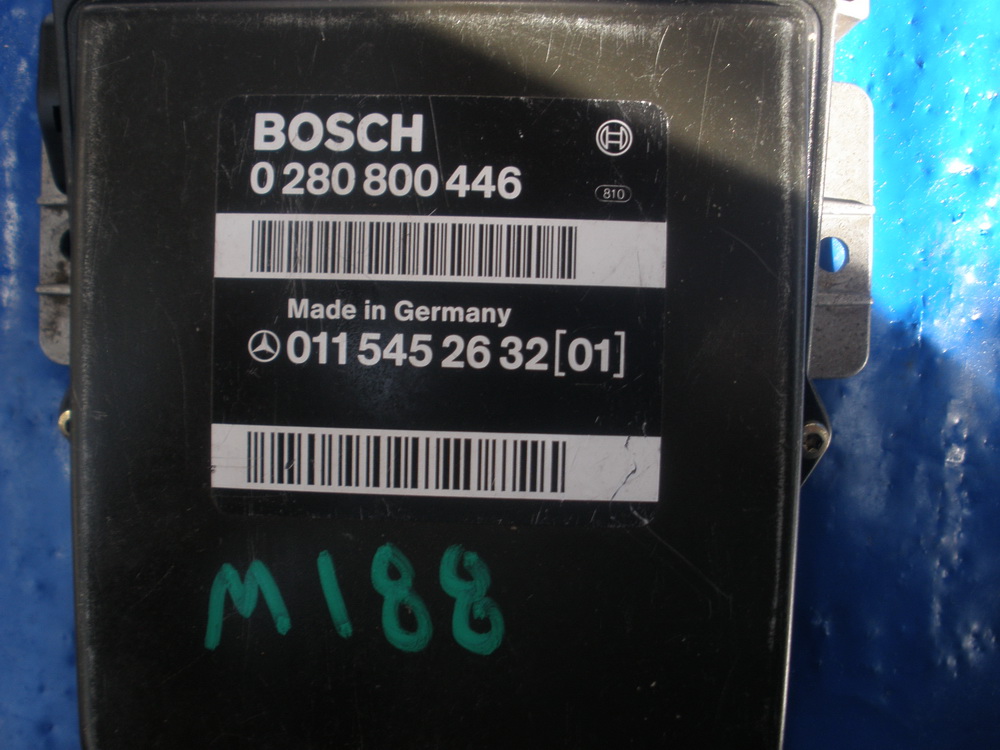 BOSCH
0 280 800 446
810
Made in Germany
011 545 26 32 [01]
M188